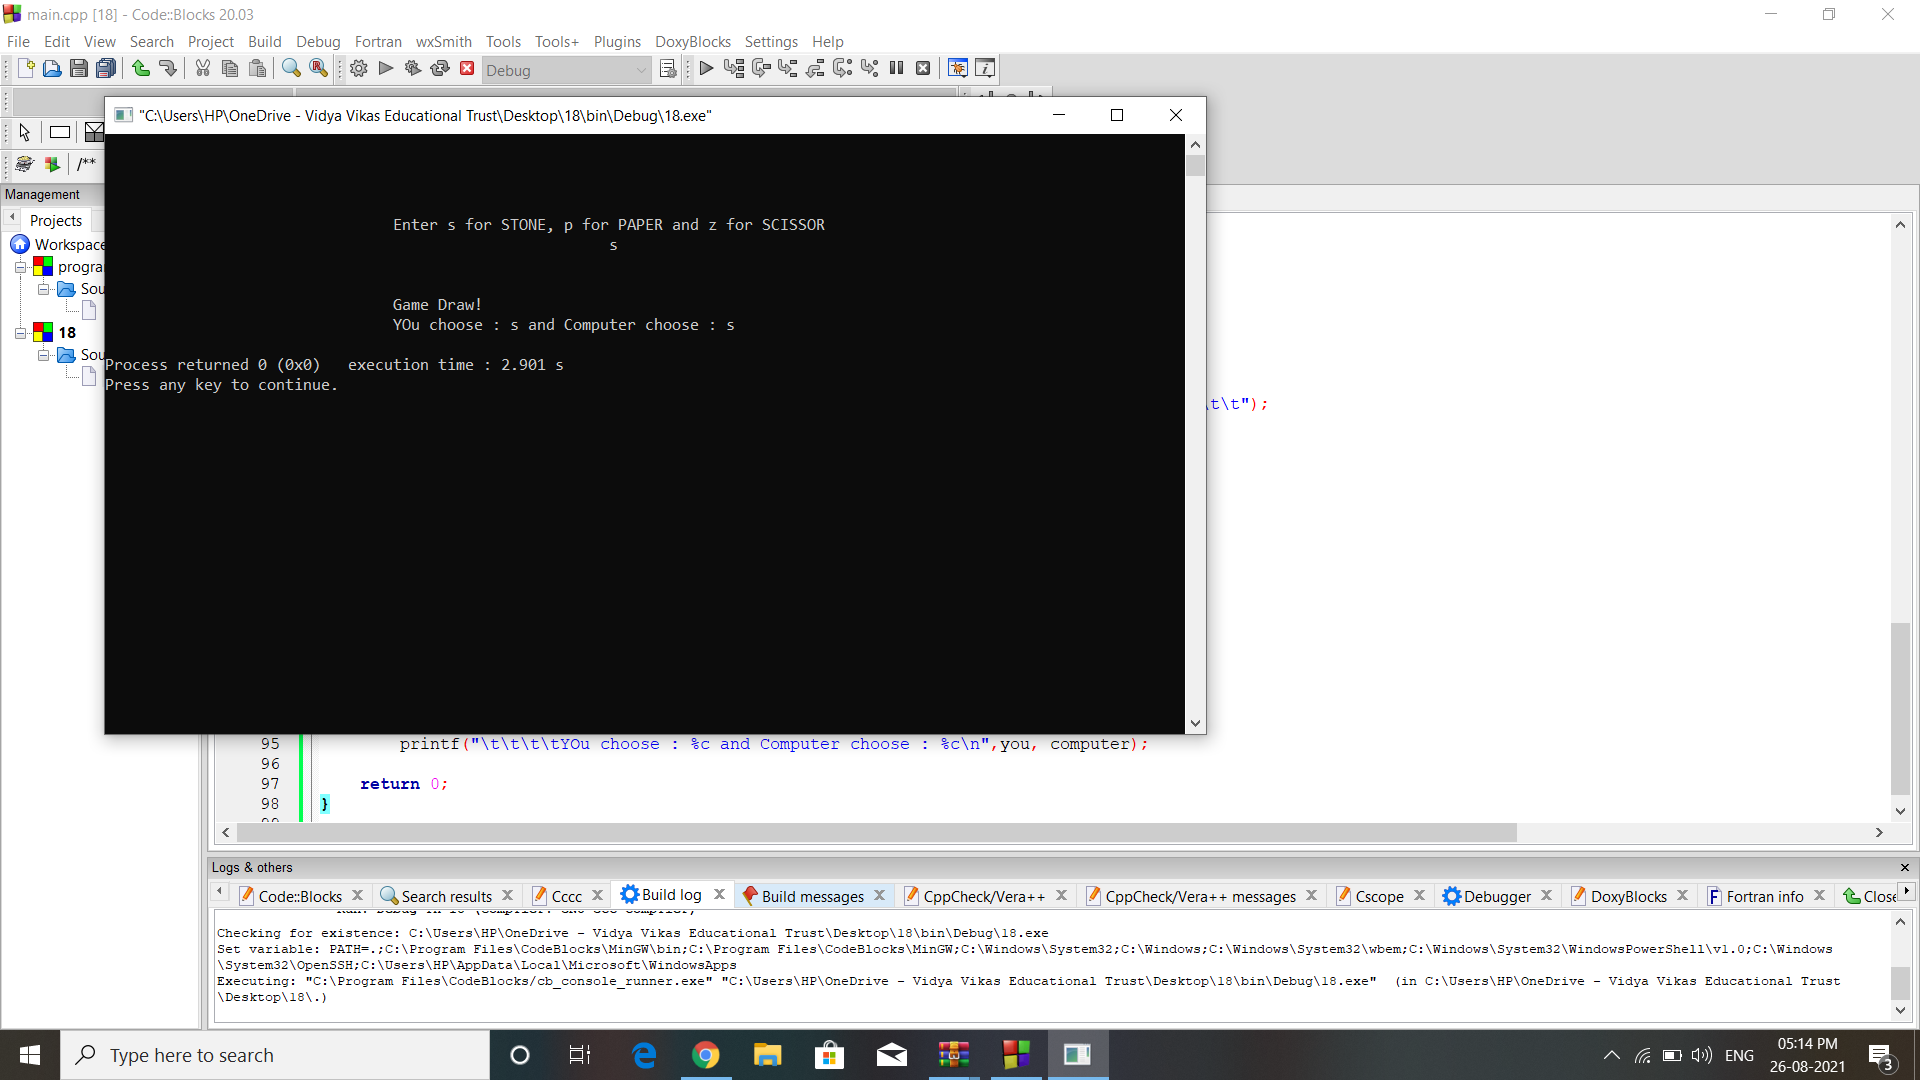 main.cpp [18] - Code::Blocks 20.03
File Edit View Search Project Build Debug Fortran wxSmith Tools Tools+ Plugins DoxyBlocks Settings Help
Debug
"C:\Users\HP\OneDrive - Vidya Vikas Educational Trust\Desktop\18\bin\Debug\18.exe"
/**
Management
Projects
Workspace
18
Enter s for STONE, p for PAPER and z for SCISSOR
s
Game Draw!
YOu choose : s and Computer choose : s
Process returned 0 (0x0)   execution time : 2.901 s
Press any key to continue.
\t\t");
95 printf("\t\t\t\tYOu choose : %c and Computer choose : %c\n",you, computer);
96
97 return 0;
98 }
Logs & others
Code::Blocks Search results Cccc Build log Build messages CppCheck/Vera++ CppCheck/Vera++ messages Cscope Debugger DoxyBlocks Fortran info Close
Checking for existence: C:\Users\HP\OneDrive - Vidya Vikas Educational Trust\Desktop\18\bin\Debug\18.exe
Set variable: PATH=.;C:\Program Files\CodeBlocks\MinGW\bin;C:\Program Files\CodeBlocks\MinGW;C:\Windows\System32;C:\Windows;C:\Windows\System32\wbem;C:\Windows\System32\WindowsPowerShell\v1.0;C:\Windows
\System32\OpenSSH;C:\Users\HP\AppData\Local\Microsoft\WindowsApps
Executing: "C:\Program Files\CodeBlocks/cb_console_runner.exe" "C:\Users\HP\OneDrive - Vidya Vikas Educational Trust\Desktop\18\bin\Debug\18.exe"  (in C:\Users\HP\OneDrive - Vidya Vikas Educational Trust
\Desktop\18\.)
Type here to search
ENG
05:14 PM
26-08-2021
3